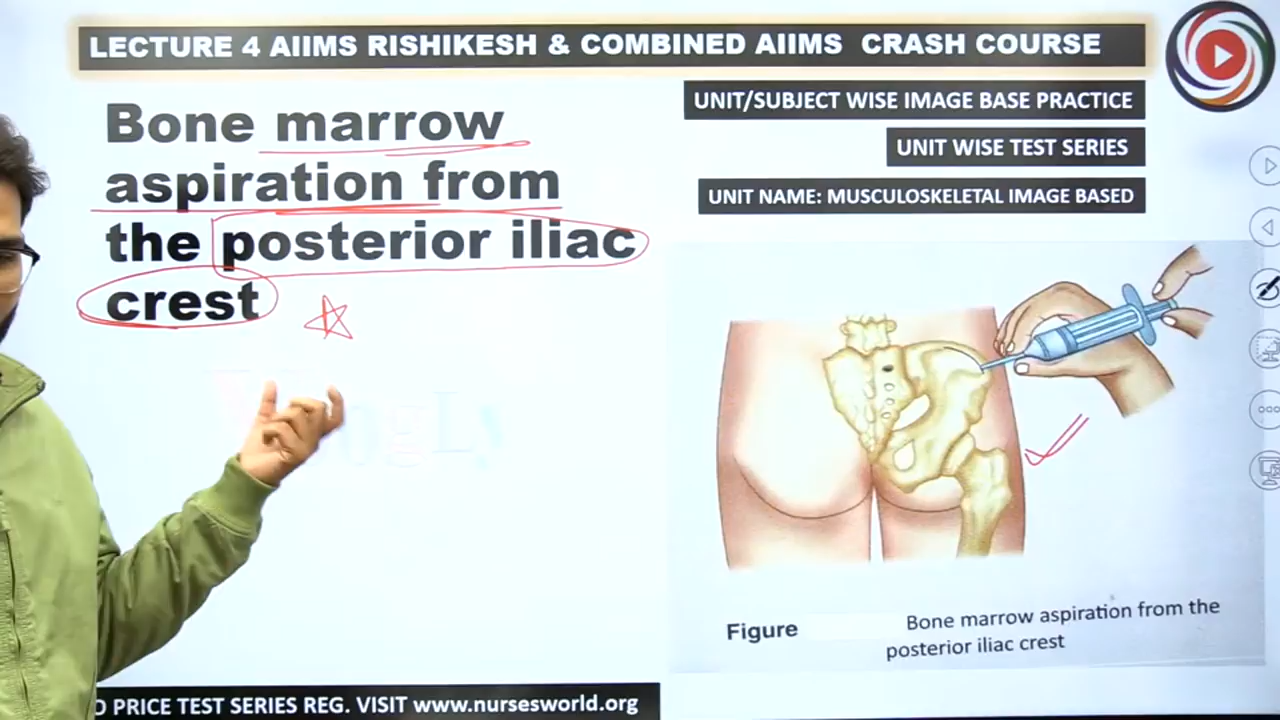 LECTURE 4 AIIMS RISHIKESH & COMBINED AIIMS CRASH COURSE
Bone marrow
aspiration from
the posterior iliac
crest
UNIT/SUBJECT WISE IMAGE BASE PRACTICE
UNIT WISE TEST SERIES
UNIT NAME: MUSCULOSKELETAL IMAGE BASED
Figure
Bone marrow aspiration from the
posterior iliac crest
PRICE TEST SERIES REG. VISIT www.nursesworld.org